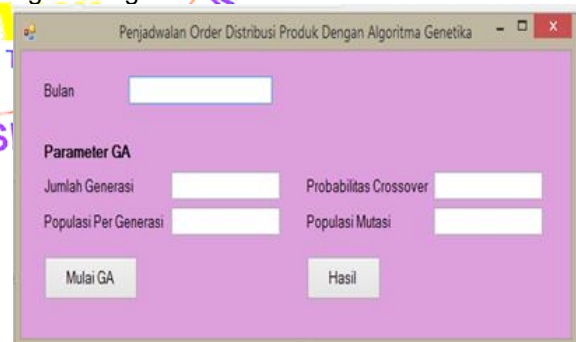 Penjadwalan Order Distribusi Produk Dengan Algoritma Genetika
Bulan
Parameter GA
Jumlah Generasi Probabilitas Crossover
Populasi Per Generasi Populasi Mutasi
Mulai GA Hasil